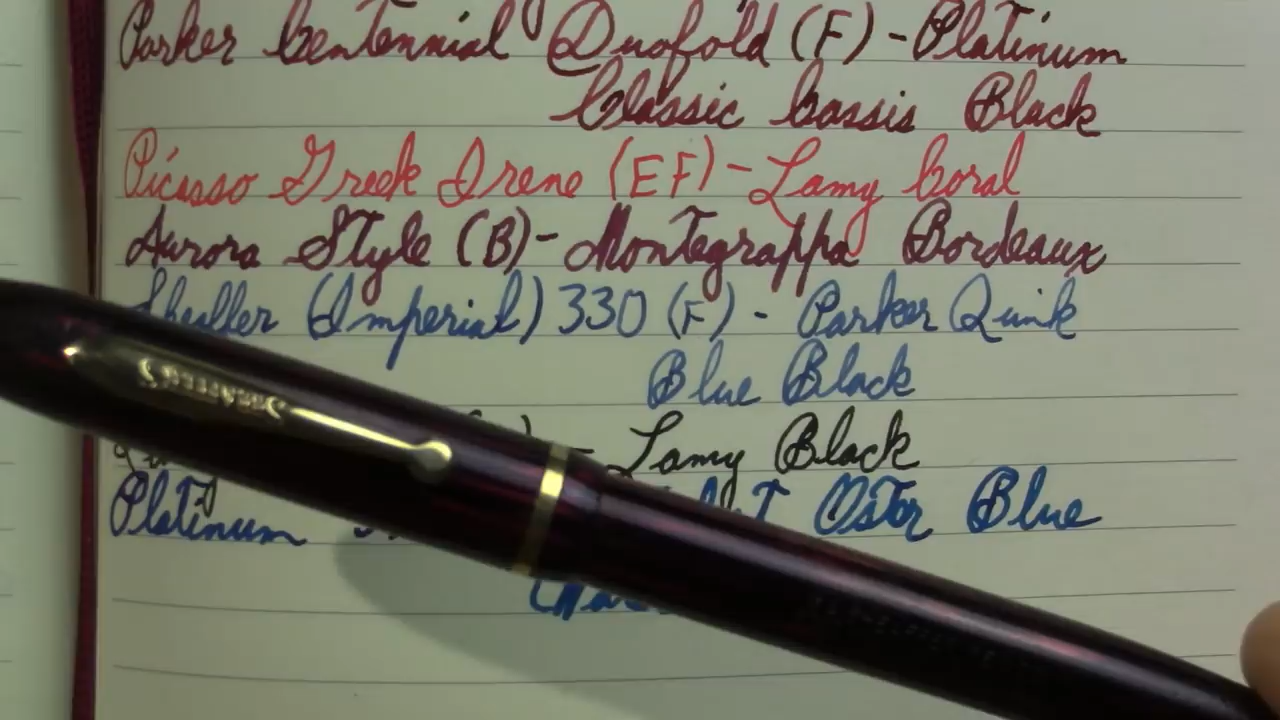 Parker Centennial Duofold (F) - Platinum
Classic Cassis Black
Picasso Greek Irene (EF) - Lamy Coral
Aurora Style (B) - Montegrappa Bordeaux
Sheaffer (Imperial) 330 (F) - Parker Quink
Blue Black
SHEAFFER'S
) - Lamy Black
Platinum Oster Blue